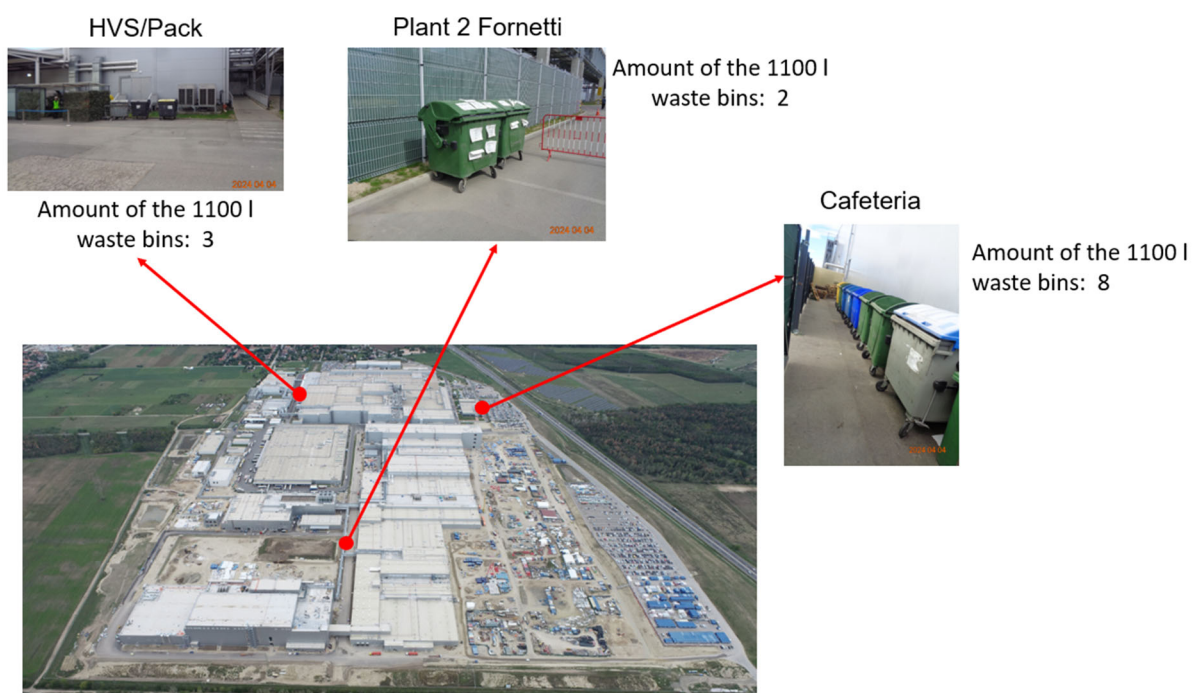 HVS/Pack
2024 04 04
Amount of the 1100 l
waste bins:  3
Plant 2 Fornetti
2024 04 04
Amount of the 1100 l
waste bins:  2
Cafeteria
2024 04 04
Amount of the 1100 l
waste bins:  8